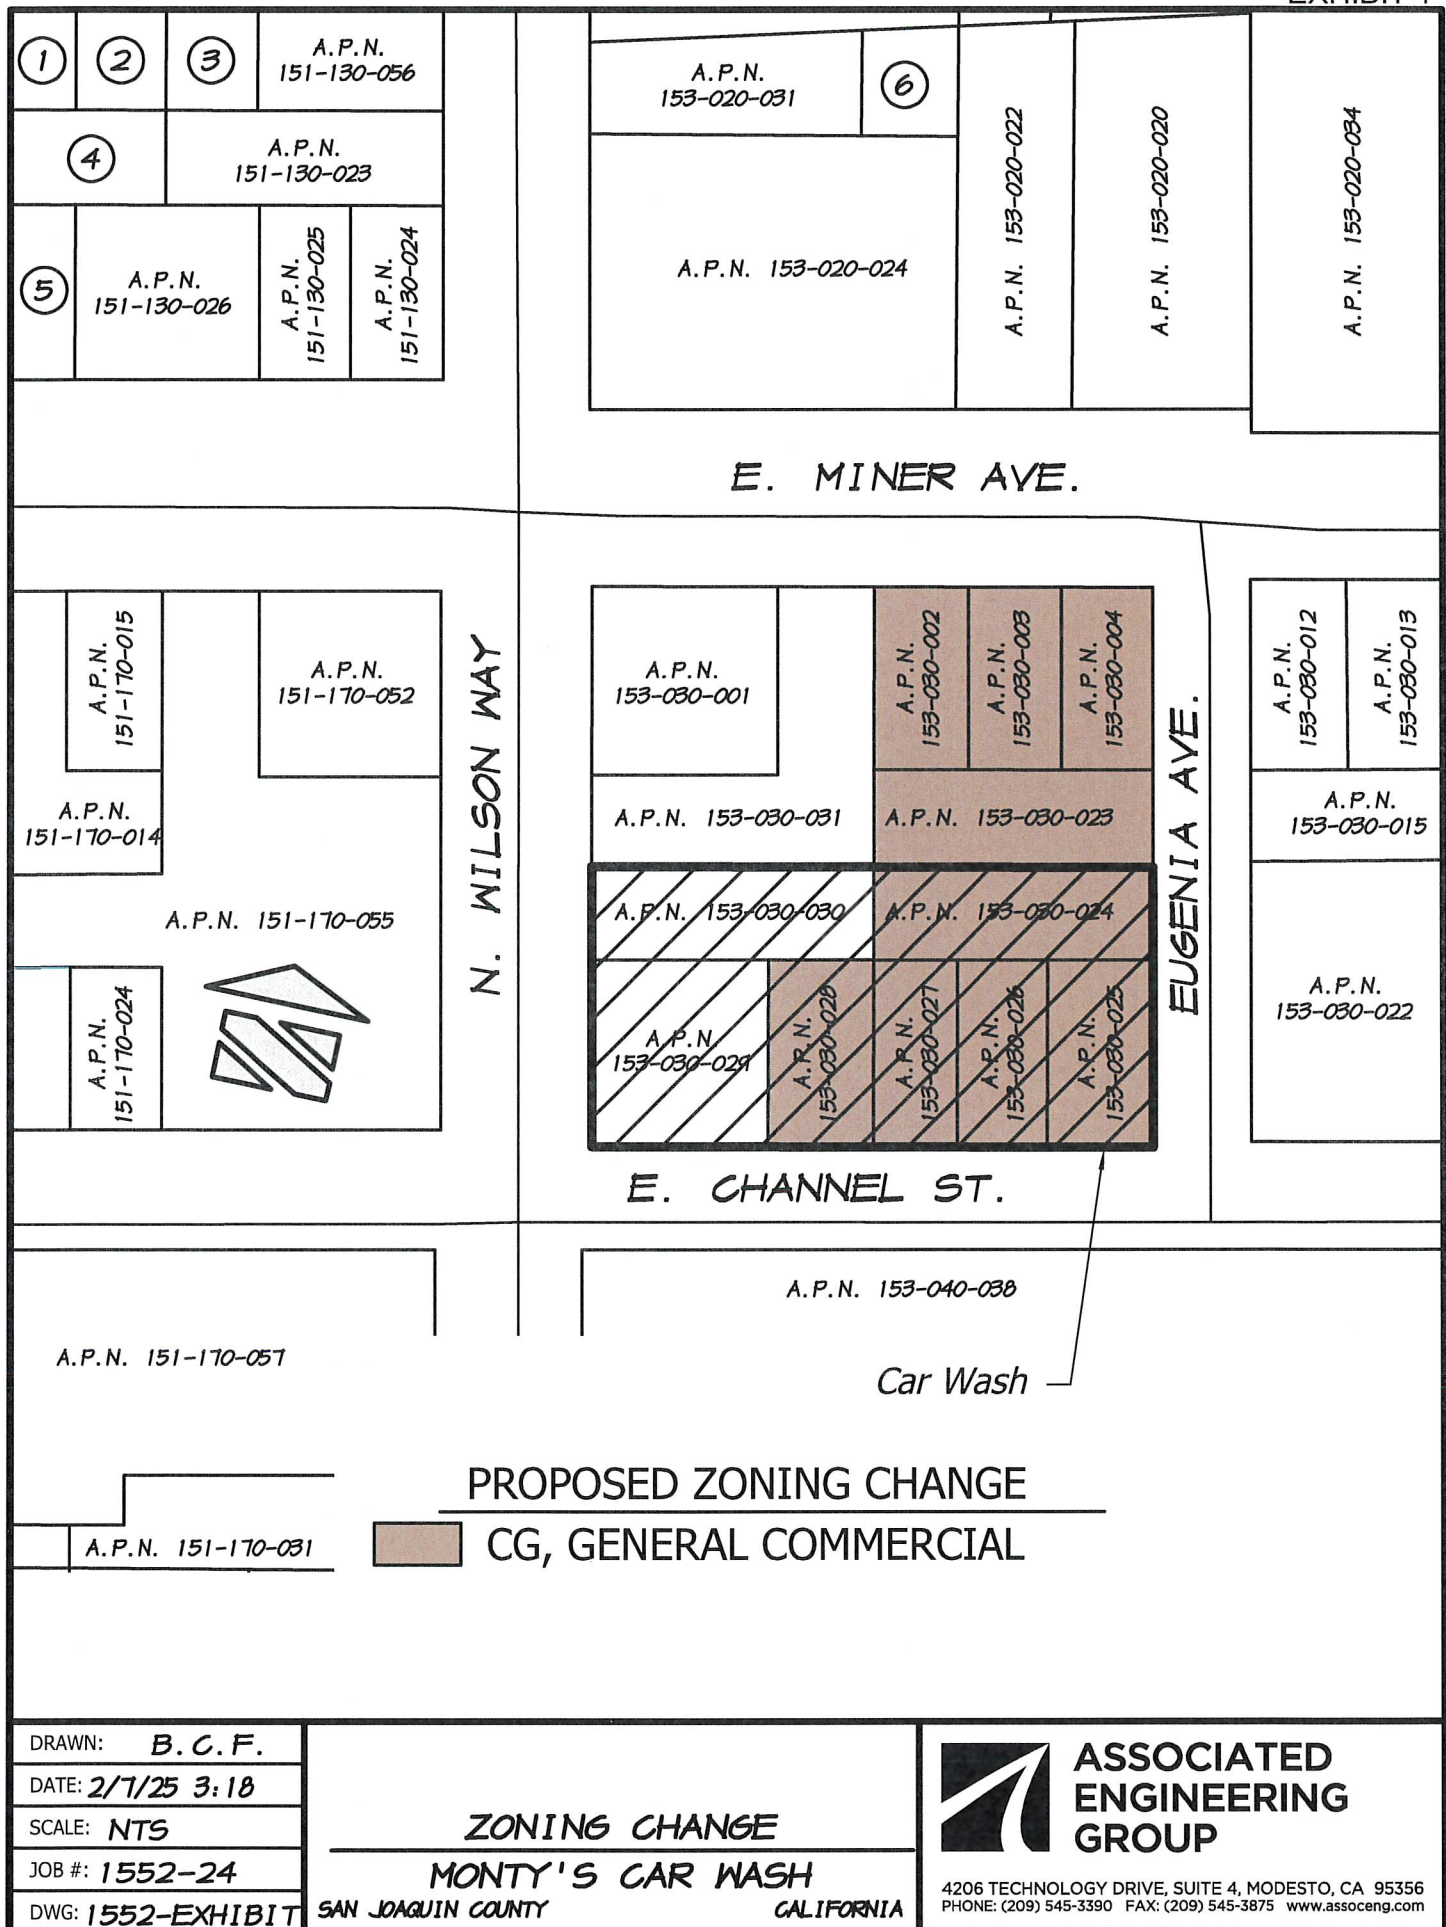 EXHIBIT 1
1
2
3
A.P.N.
151-130-056
A.P.N.
153-020-031
6
4
A.P.N.
151-130-023
A.P.N. 153-020-022
A.P.N. 153-020-020
A.P.N. 153-020-034
5
A.P.N.
151-130-026
A.P.N.
151-130-025
A.P.N.
151-130-024
A.P.N. 153-020-024
E. MINER AVE.
A.P.N.
151-170-015
A.P.N.
151-170-052
N. WILSON WAY
A.P.N.
153-030-001
A.P.N.
153-030-002
A.P.N.
153-030-003
A.P.N.
153-030-004
EUGENIA AVE.
A.P.N.
153-030-012
A.P.N.
153-030-013
A.P.N.
151-170-014
A.P.N. 153-030-031
A.P.N. 153-030-023
A.P.N.
153-030-015
A.P.N. 151-170-055
A.P.N. 153-030-030
A.P.N. 153-030-024
A.P.N.
151-170-024
A.P.N.
153-030-029
A.P.N.
153-030-028
A.P.N.
153-030-027
A.P.N.
153-030-026
A.P.N.
153-030-025
A.P.N.
153-030-022
E. CHANNEL ST.
A.P.N. 153-040-038
A.P.N. 151-170-057
Car Wash
PROPOSED ZONING CHANGE
CG, GENERAL COMMERCIAL
A.P.N. 151-170-031
DRAWN: B.C.F.
DATE: 2/7/25 3:18
SCALE: NTS
JOB #: 1552-24
DWG: 1552-EXHIBIT
ZONING CHANGE
MONTY'S CAR WASH
SAN JOAQUIN COUNTY CALIFORNIA
ASSOCIATED
ENGINEERING
GROUP
4206 TECHNOLOGY DRIVE, SUITE 4, MODESTO, CA 95356
PHONE: (209) 545-3390 FAX: (209) 545-3875 www.assoceng.com